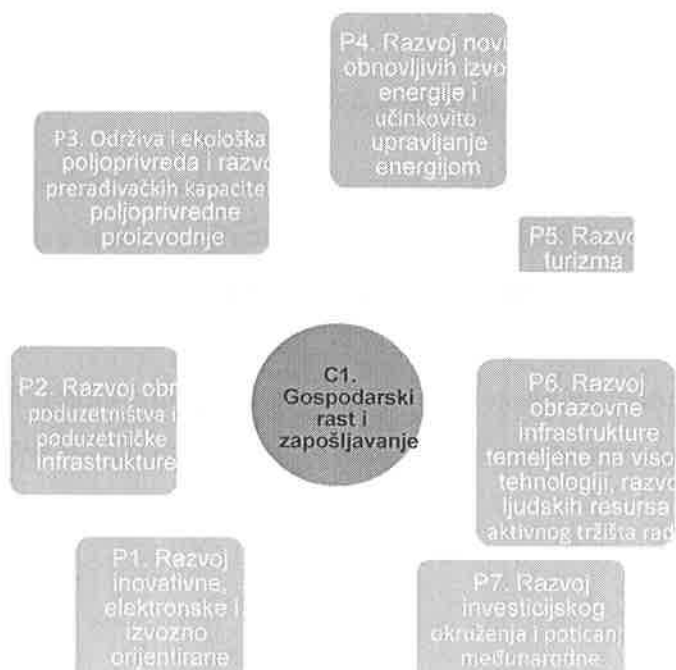 P4. Razvoj novi
obnovljivih izvo
energije i
učinkovito
upravljanje
energijom
P3. Održiva i ekološka
poljoprivreda i razvo
prerađivačkih kapacite
poljoprivredne
proizvodnje
P5. Razvo
turizma
C1.
Gospodarski
rast i
zapošljavanje
P2. Razvoj obr
poduzetništva i
poduzetničke
infrastrukture
P6. Razvoj
obrazovne
infrastrukture
temeljene na viso
tehnologiji, razvo
ljudskih resursa
aktivnog tržišta rad
P1. Razvoj
inovativne,
elektronske i
izvozno
orijentirane
P7. Razvoj
investicijskog
okruženja i poticanj
međunarodne